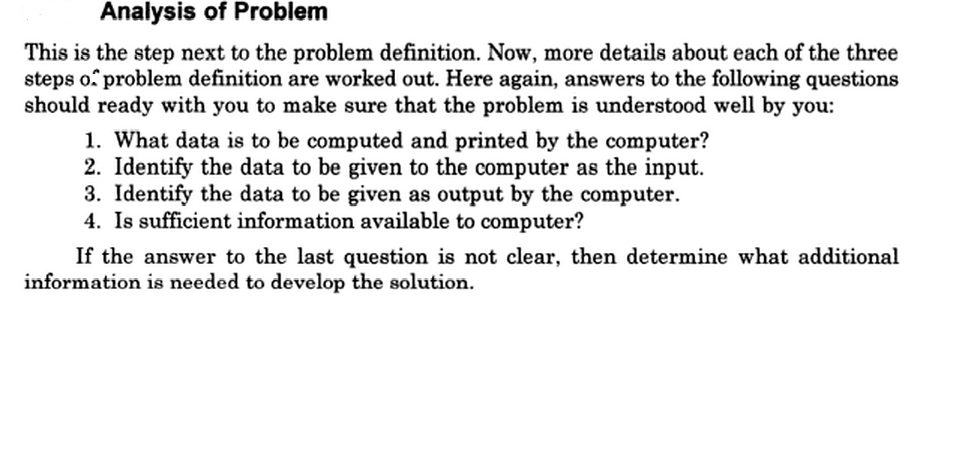 Analysis of Problem
This is the step next to the problem definition. Now, more details about each of the three
steps of problem definition are worked out. Here again, answers to the following questions
should ready with you to make sure that the problem is understood well by you:
1. What data is to be computed and printed by the computer?
2. Identify the data to be given to the computer as the input.
3. Identify the data to be given as output by the computer.
4. Is sufficient information available to computer?
If the answer to the last question is not clear, then determine what additional
information is needed to develop the solution.